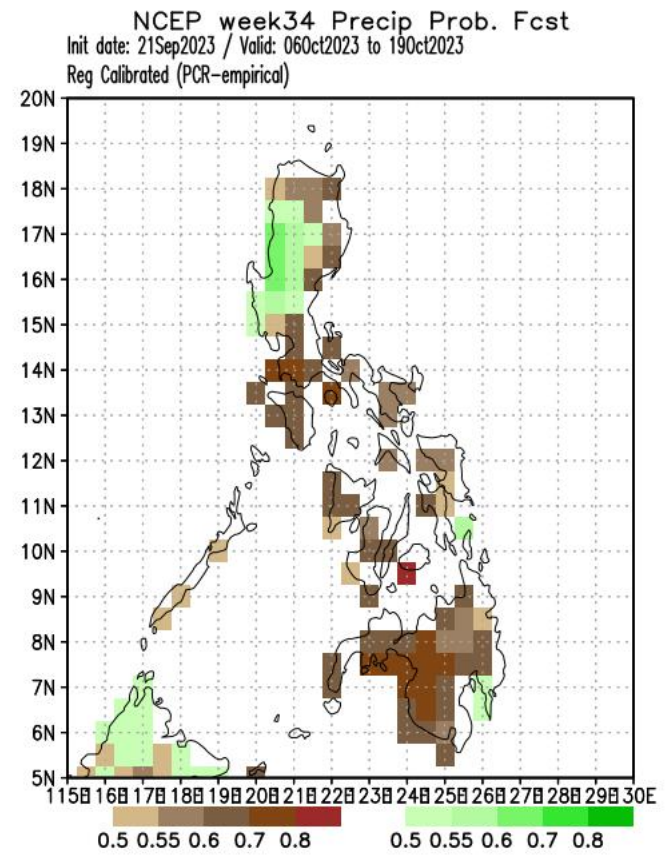 NCEP week34 Precip Prob. Fcst
Init date: 21Sep2023 / Valid: 06Oct2023 to 19Oct2023
Reg Calibrated (PCR-empirical)
20N
19N
18N
17N
16N
15N
14N
13N
12N
11N
10N
9N
8N
7N
6N
5N
115E 116E 117E 118E 119E 120E 121E 122E 123E 124E 125E 126E 127E 128E 129E 130E
0.5 0.55 0.6 0.7 0.8 0.5 0.55 0.6 0.7 0.8